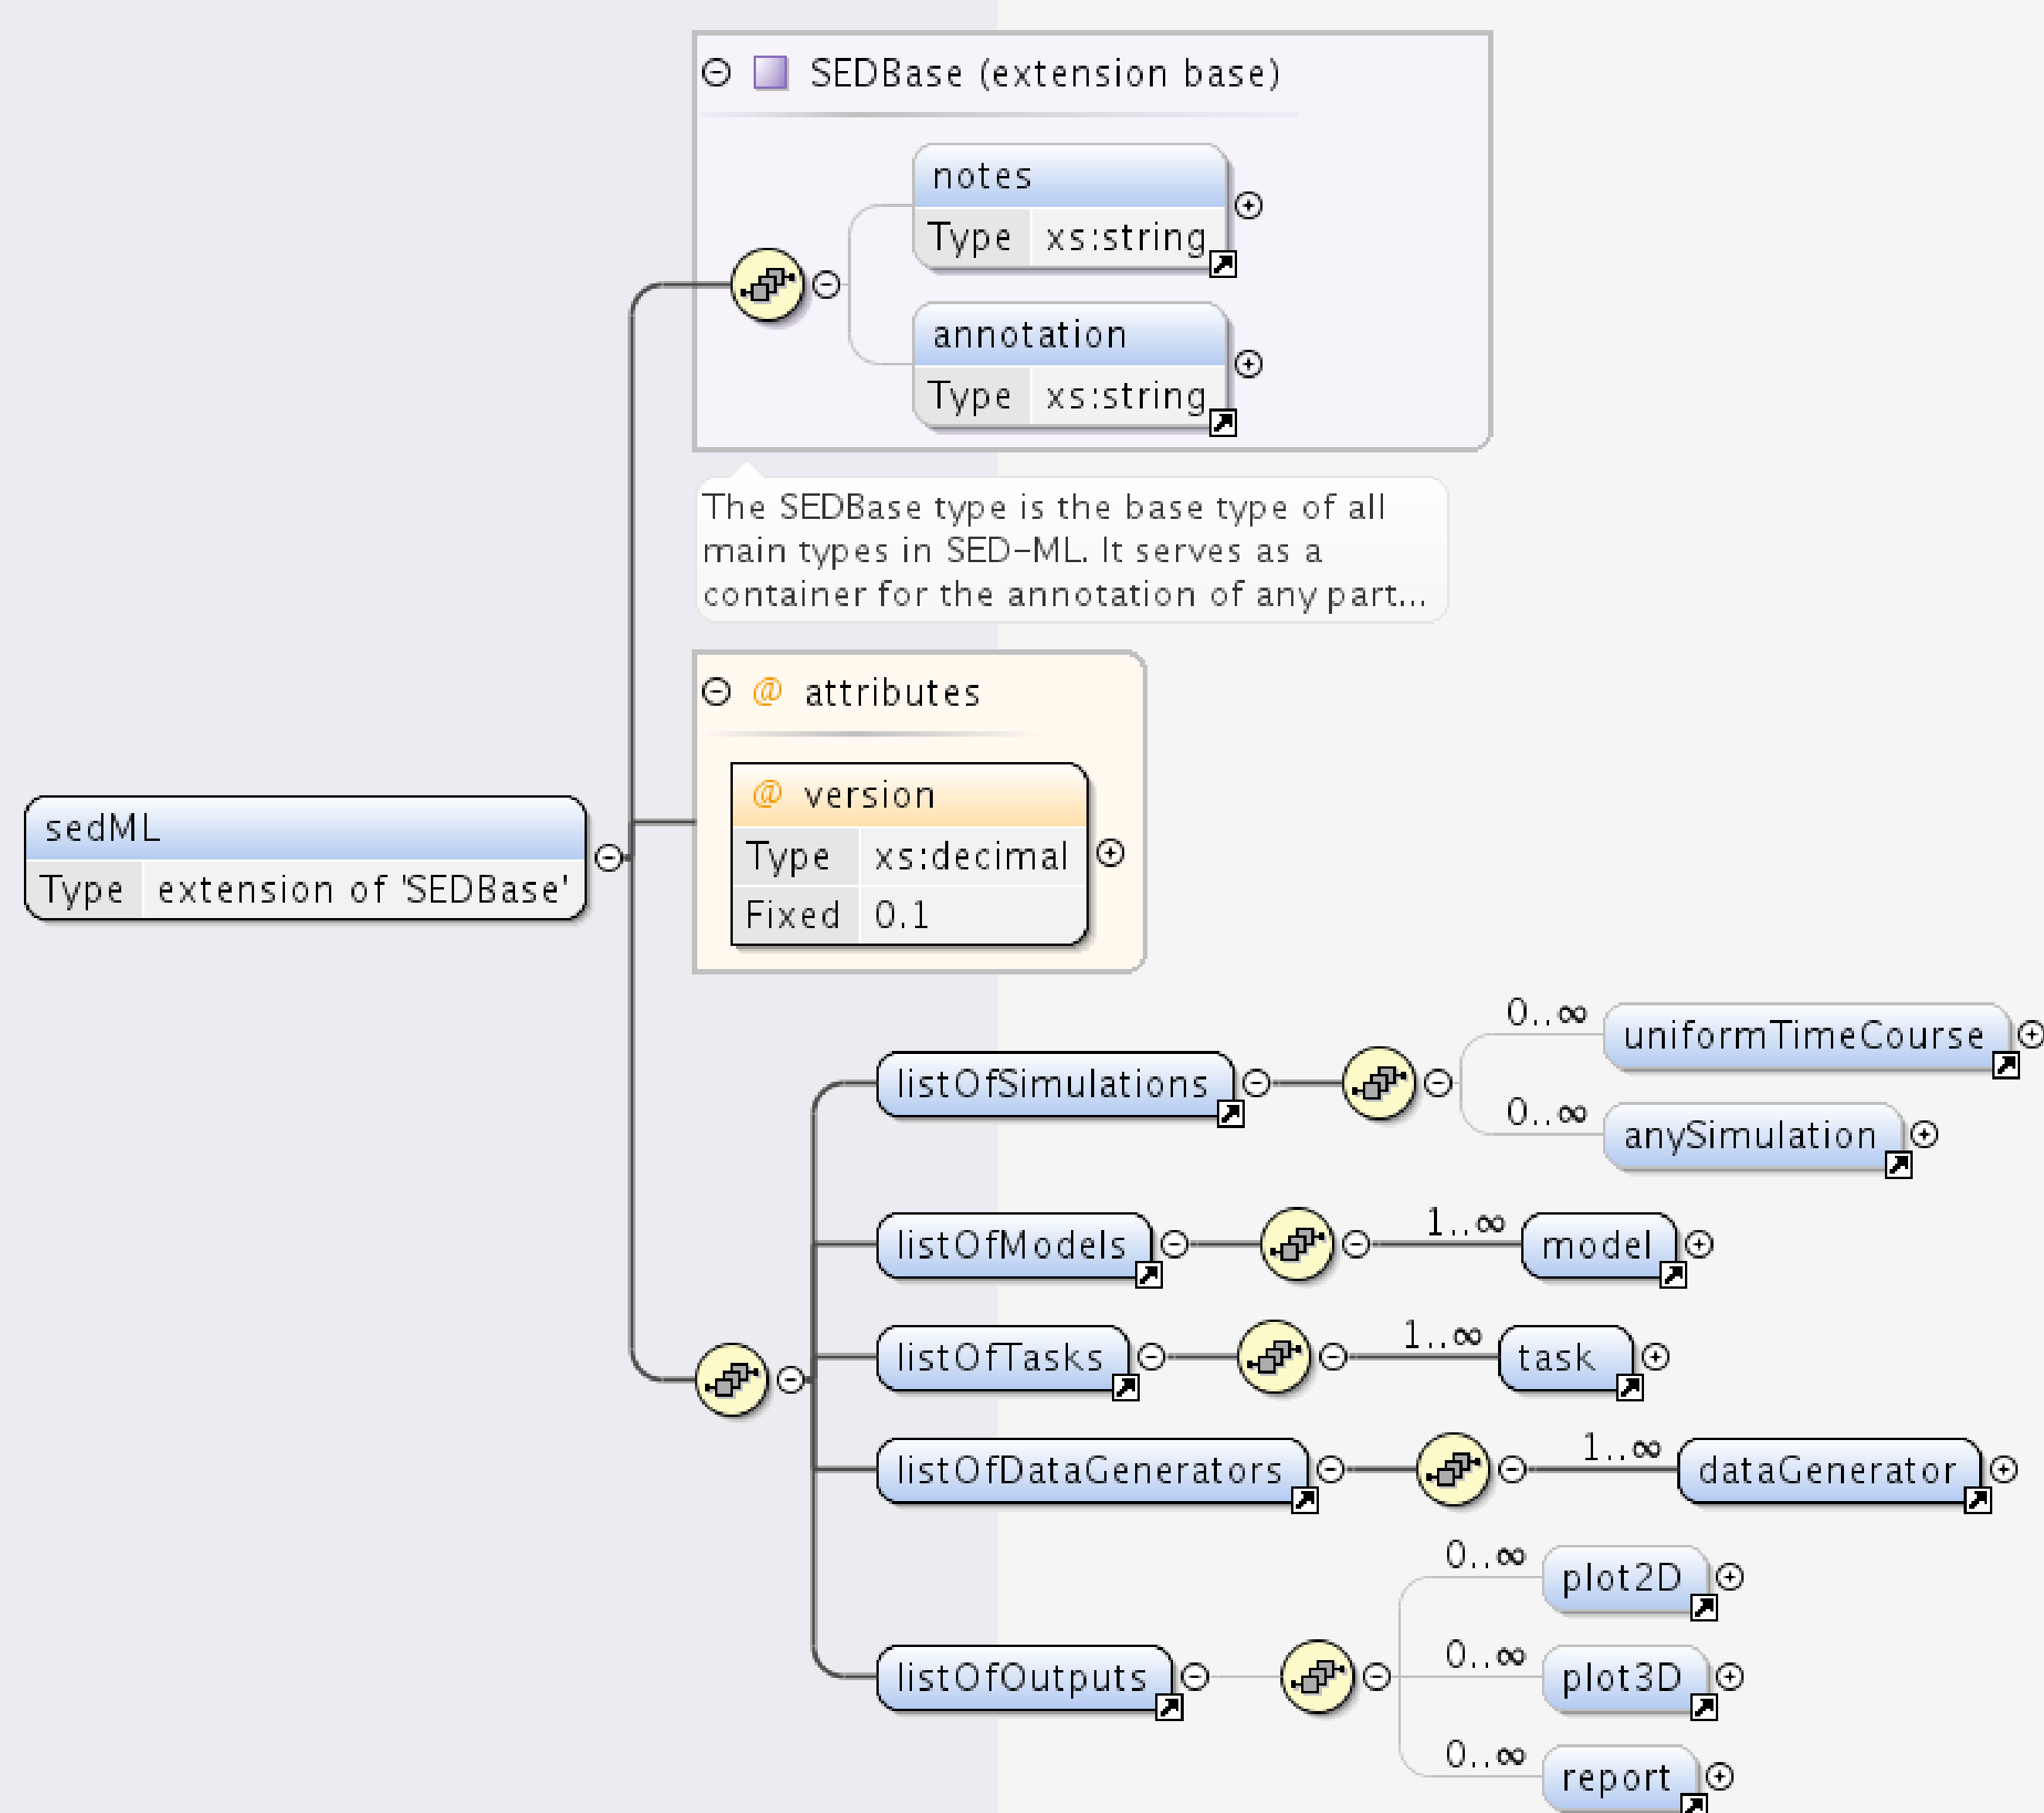 SEDBase (extension base)
notes
Type xs:string
annotation
Type xs:string
The SEDBase type is the base type of all
main types in SED-ML. It serves as a
container for the annotation of any part...
@ attributes
@ version
Type xs:decimal
Fixed 0.1
sedML
Type extension of 'SEDBase'
listOfSimulations
0..∞ uniformTimeCourse
0..∞ anySimulation
listOfModels 1..∞ model
listOfTasks 1..∞ task
listOfDataGenerators 1..∞ dataGenerator
listOfOutputs
0..∞ plot2D
0..∞ plot3D
0..∞ report